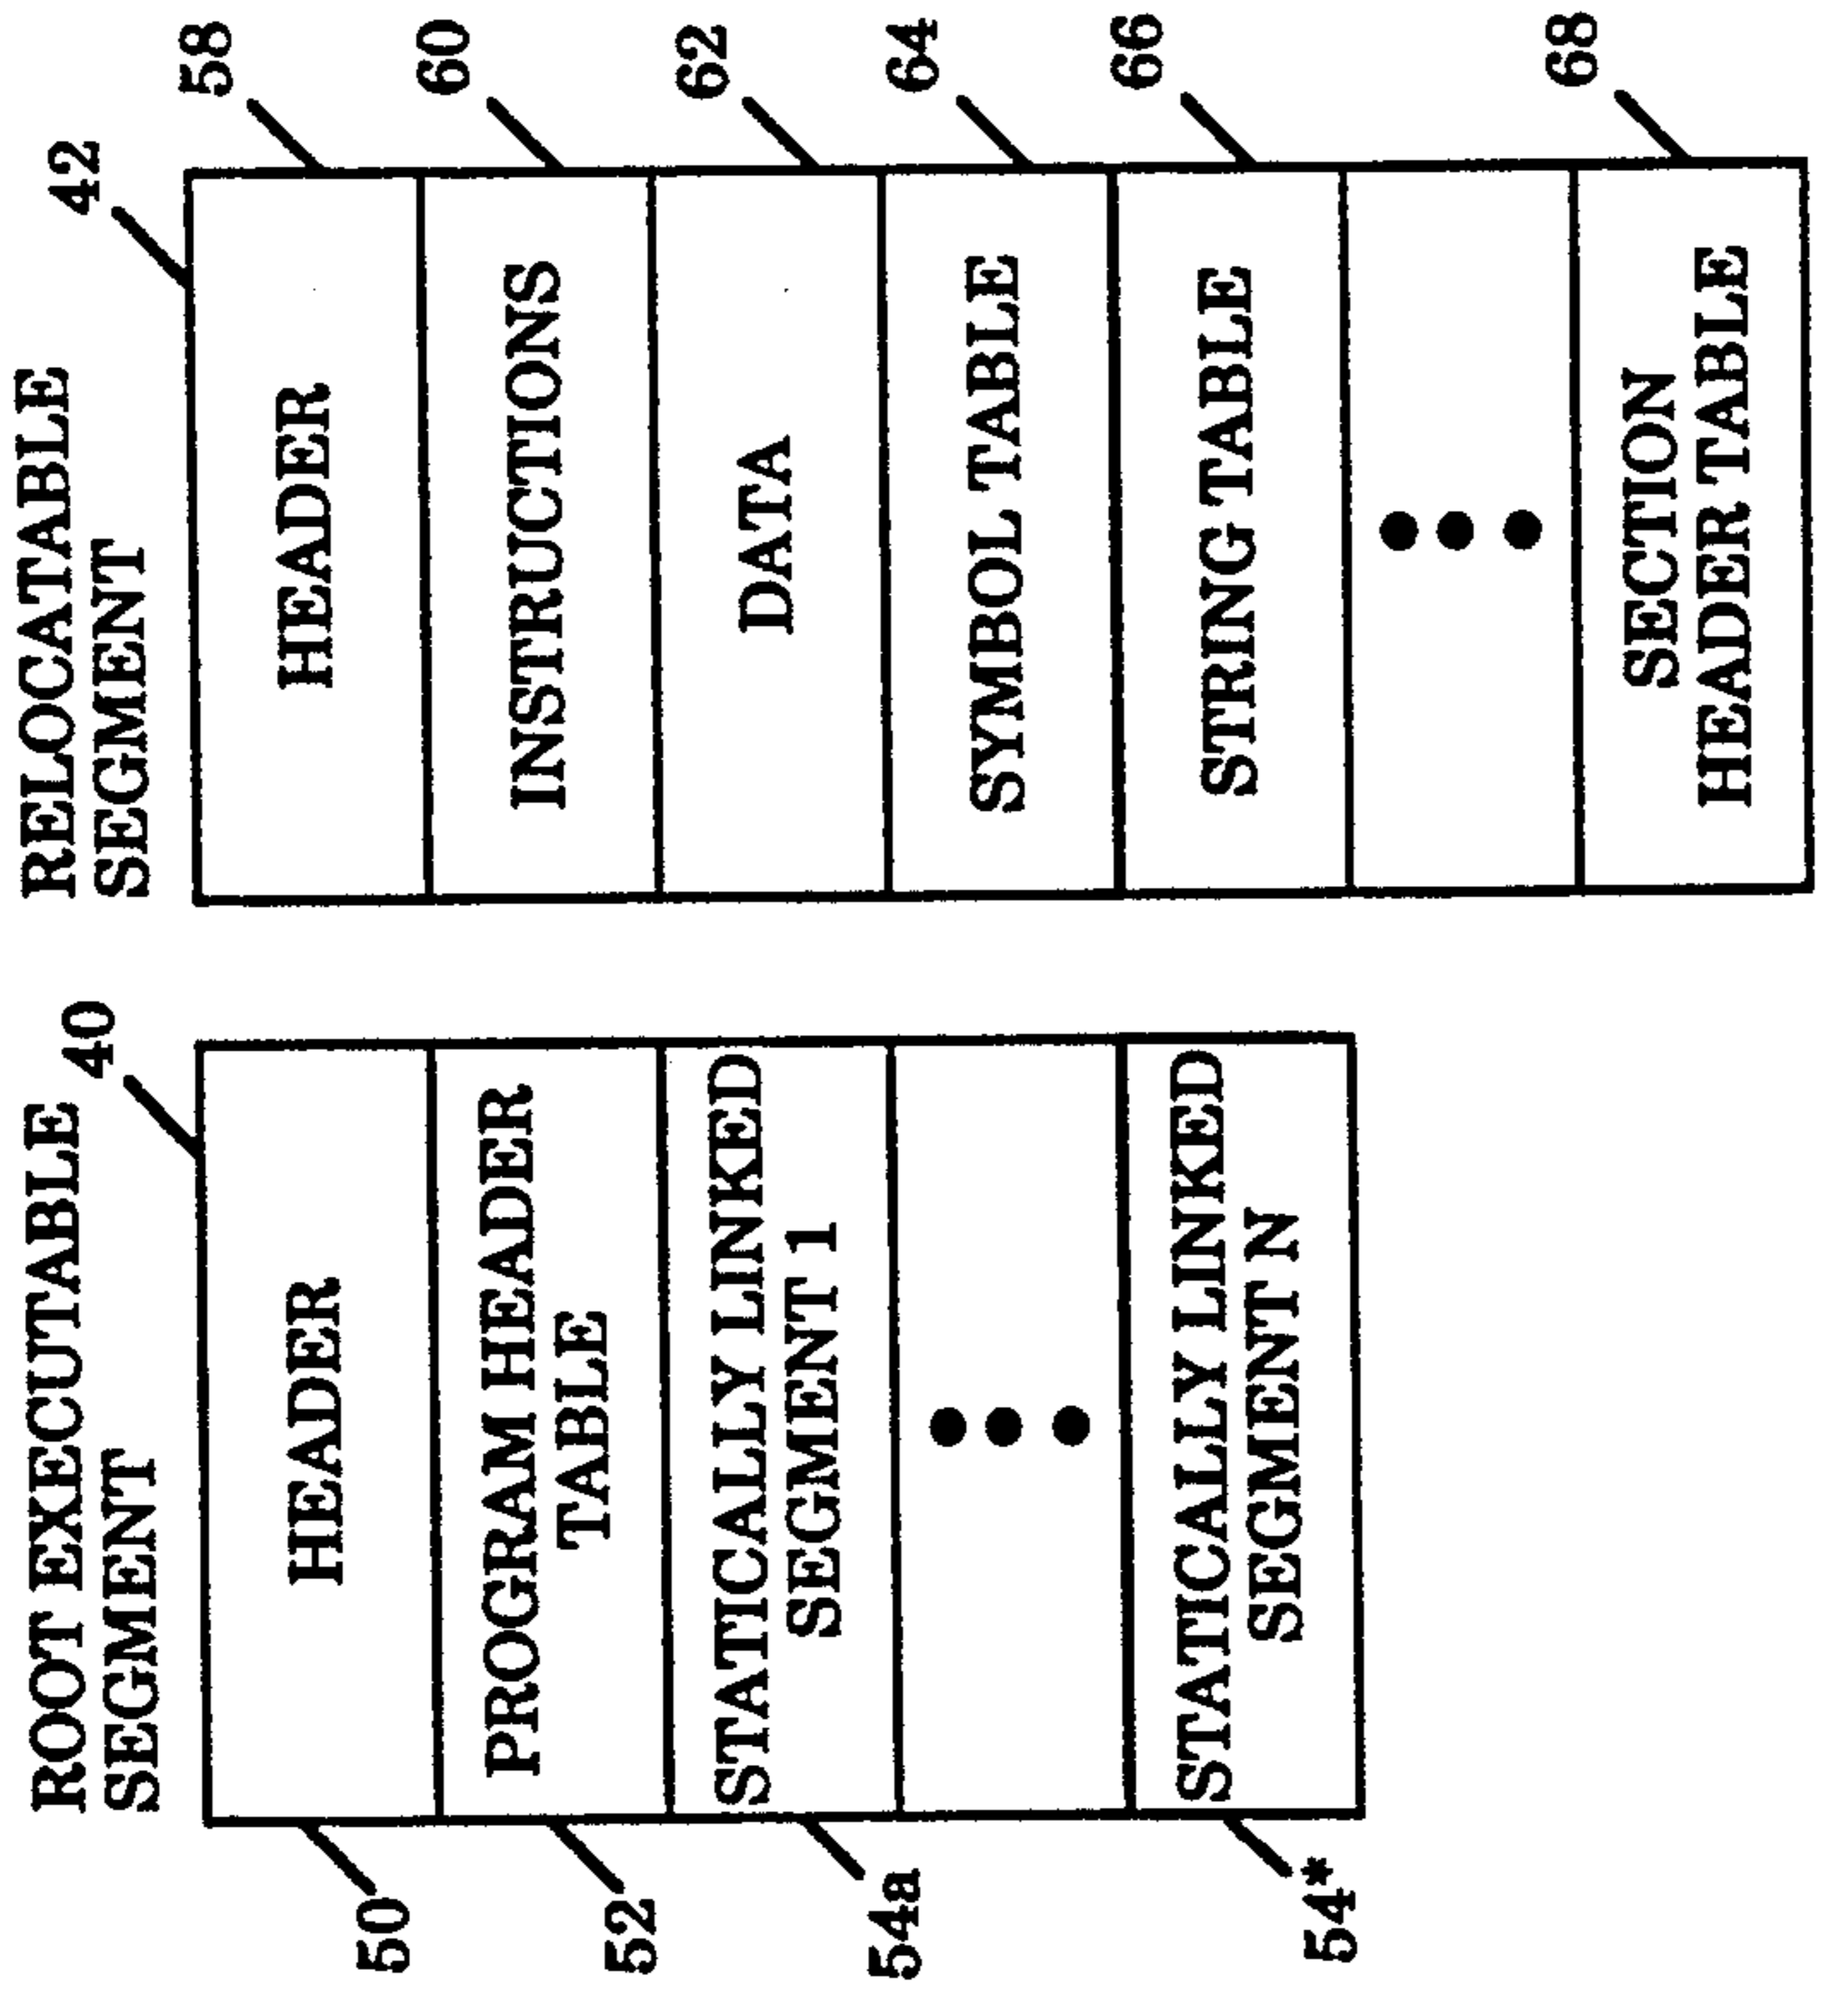 ROOT EXECUTABLE
SEGMENT
40
HEADER
50
PROGRAM HEADER
TABLE
52
STATICALLY LINKED
SEGMENT 1
54a
STATICALLY LINKED
SEGMENT N
54*
RELOCATABLE
SEGMENT
42
HEADER
58
INSTRUCTIONS
60
DATA
62
SYMBOL TABLE
64
STRING TABLE
66
SECTION
HEADER TABLE
68